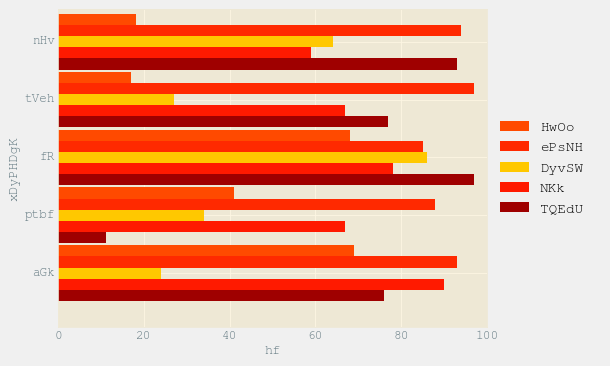 nHv
tVeh
fR
ptbf
aGk
xDyPHDgK
0 20 40 60 80 100
hf
HwOo
ePsNH
DyvSW
NKk
TQEdU